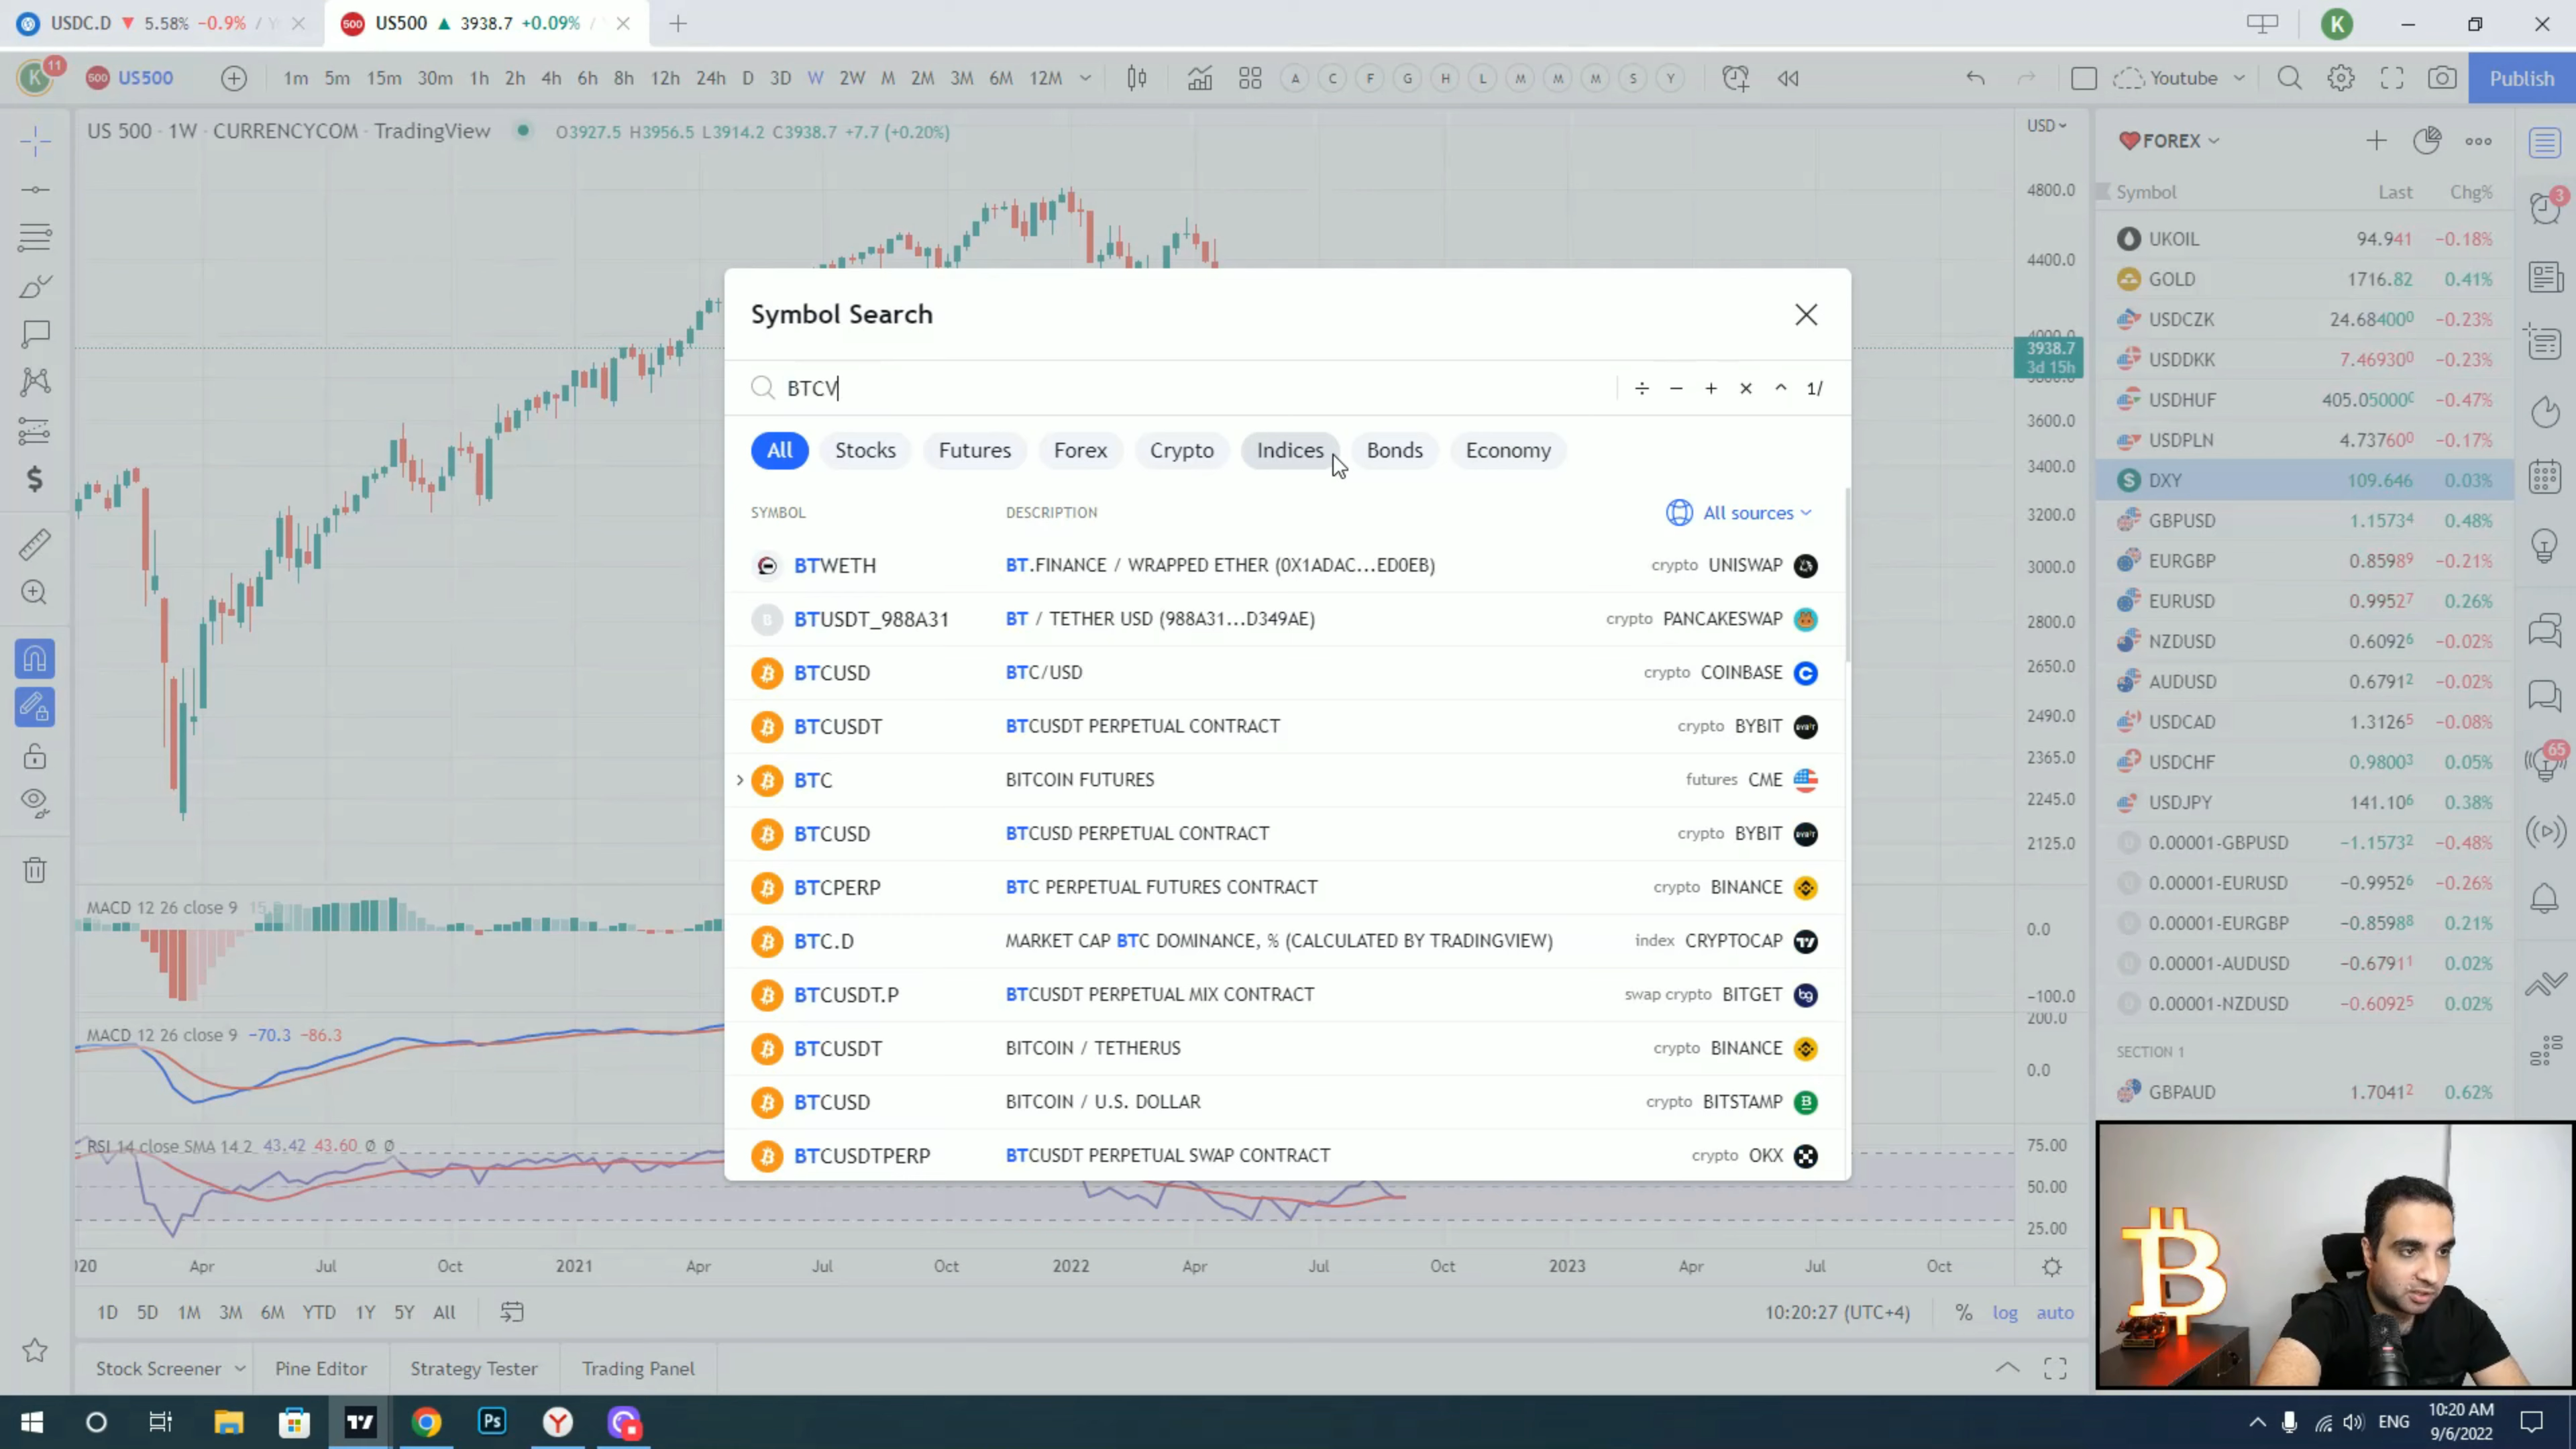 USDC.D ▼ 5.58% −0.9% /
500 US500 ▲ 3938.7 +0.09% /
K
K 11 500 US500 1m 5m 15m 30m 1h 2h 4h 6h 8h 12h 24h D 3D W 2W M 2M 3M 6M 12M A C F G H L M M M S Y Youtube Publish
US 500 · 1W · CURRENCYCOM · TradingView O3927.5 H3956.5 L3914.2 C3938.7 +7.7 (+0.20%)
USD
4800.0
4400.0
3938.7
3d 15h
3600.0
3400.0
3200.0
3000.0
2800.0
2650.0
2490.0
2365.0
2245.0
2125.0
0.0
−100.0
200.0
0.0
75.00
50.00
25.00
Symbol Search
BTCV ÷ − + × ^ 1/
All Stocks Futures Forex Crypto Indices Bonds Economy
SYMBOL DESCRIPTION All sources
BTWETH BT.FINANCE / WRAPPED ETHER (0X1ADAC...ED0EB) crypto UNISWAP
BTUSDT_988A31 BT / TETHER USD (988A31...D349AE) crypto PANCAKESWAP
BTCUSD BTC/USD crypto COINBASE
BTCUSDT BTCUSDT PERPETUAL CONTRACT crypto BYBIT
BTC BITCOIN FUTURES futures CME
BTCUSD BTCUSD PERPETUAL CONTRACT crypto BYBIT
BTCPERP BTC PERPETUAL FUTURES CONTRACT crypto BINANCE
BTC.D MARKET CAP BTC DOMINANCE, % (CALCULATED BY TRADINGVIEW) index CRYPTOCAP
BTCUSDT.P BTCUSDT PERPETUAL MIX CONTRACT swap crypto BITGET
BTCUSDT BITCOIN / TETHERUS crypto BINANCE
BTCUSD BITCOIN / U.S. DOLLAR crypto BITSTAMP
BTCUSDTPERP BTCUSDT PERPETUAL SWAP CONTRACT crypto OKX
MACD 12 26 close 9
MACD 12 26 close 9 −70.3 −86.3
RSI 14 close SMA 14 2 43.42 43.60 Ø Ø
Apr Jul Oct 2021 Apr Jul Oct 2022 Apr Jul Oct 2023 Apr Jul Oct
1D 5D 1M 3M 6M YTD 1Y 5Y All 10:20:27 (UTC+4) % log auto
Stock Screener Pine Editor Strategy Tester Trading Panel
FOREX
Symbol Last Chg%
UKOIL 94.941 −0.18%
GOLD 1716.82 0.41%
USDCZK 24.68400⁰ −0.23%
USDDKK 7.46930⁰ −0.23%
USDHUF 405.05000 −0.47%
USDPLN 4.73760⁰ −0.17%
DXY 109.646 0.03%
GBPUSD 1.1573⁴ 0.48%
EURGBP 0.8598⁹ −0.21%
EURUSD 0.9952⁷ 0.26%
NZDUSD 0.6092⁶ −0.02%
AUDUSD 0.6791² −0.02%
USDCAD 1.3126⁵ −0.08%
USDCHF 0.9800³ 0.05%
USDJPY 141.10⁶ 0.38%
0.00001-GBPUSD −1.1573² −0.48%
0.00001-EURUSD −0.9952⁶ −0.26%
0.00001-EURGBP −0.8598⁸ 0.21%
0.00001-AUDUSD −0.6791¹ 0.02%
0.00001-NZDUSD −0.6092⁵ 0.02%
SECTION 1
GBPAUD 1.7041² 0.62%
3
65
Ps Y ENG 10:20 AM
9/6/2022